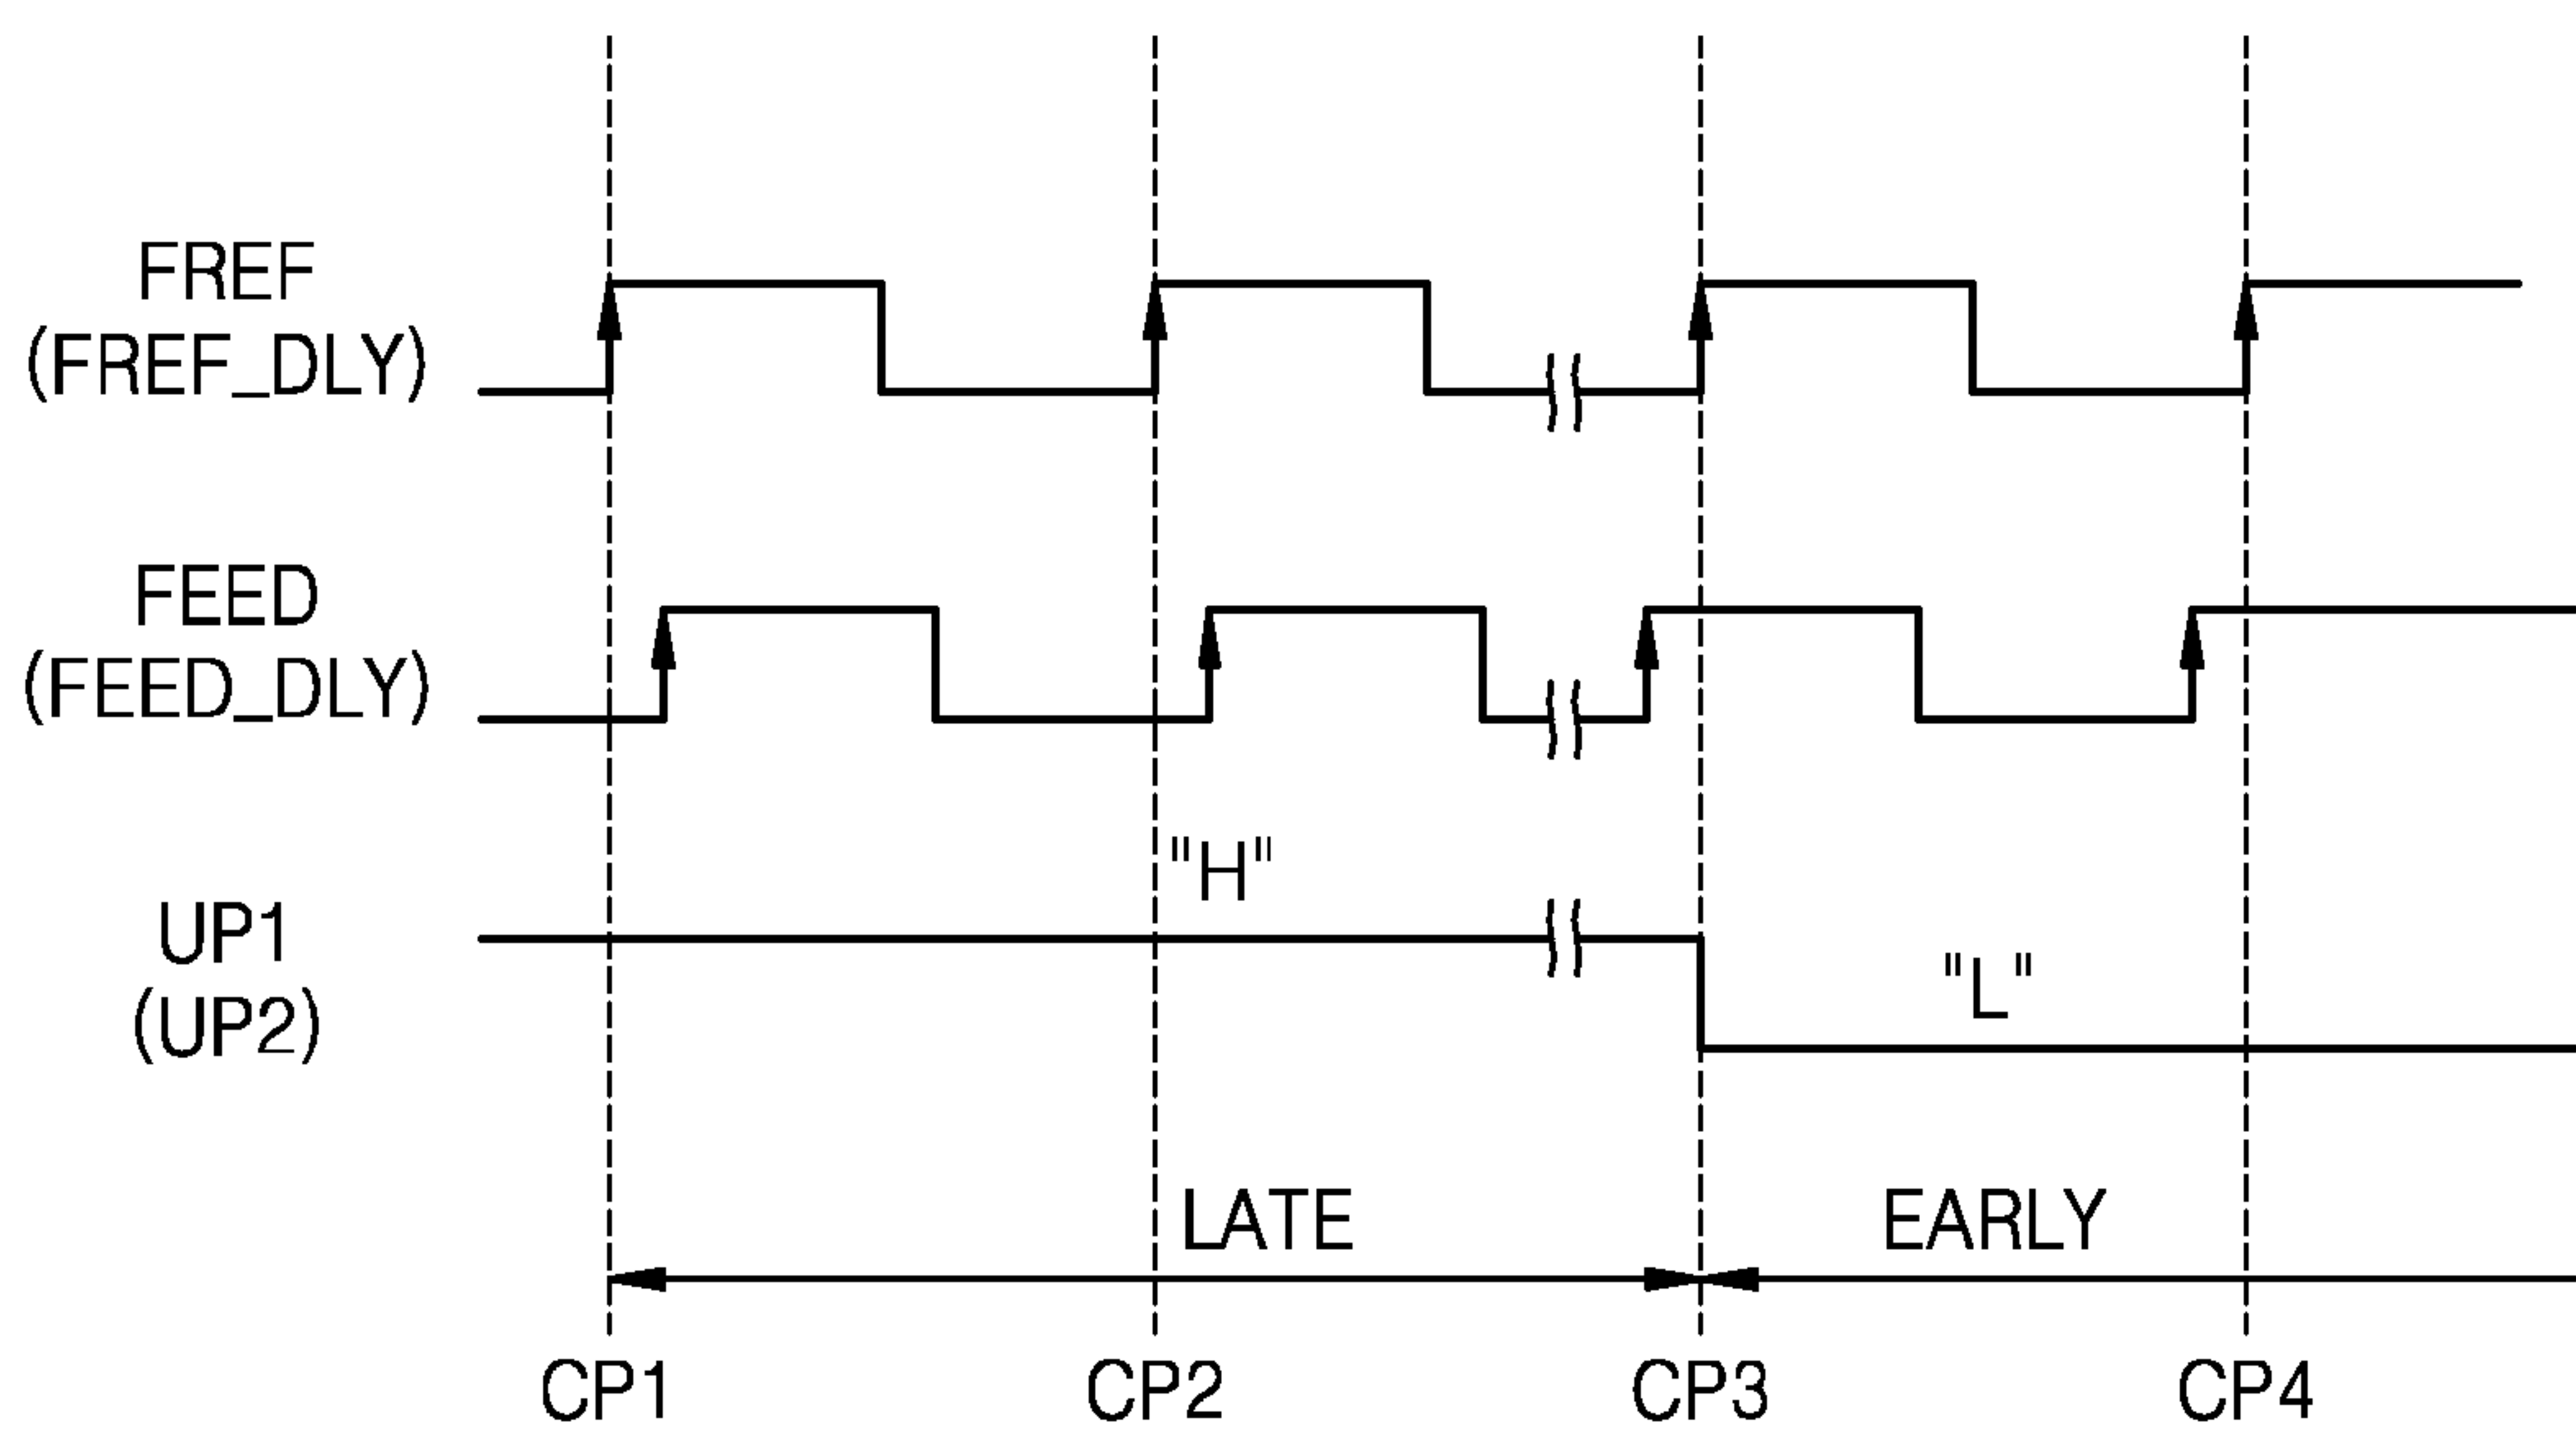 FREF
(FREF_DLY)
FEED
(FEED_DLY)
"H"
UP1
(UP2)
"L"
LATE
EARLY
CP1
CP2
CP3
CP4